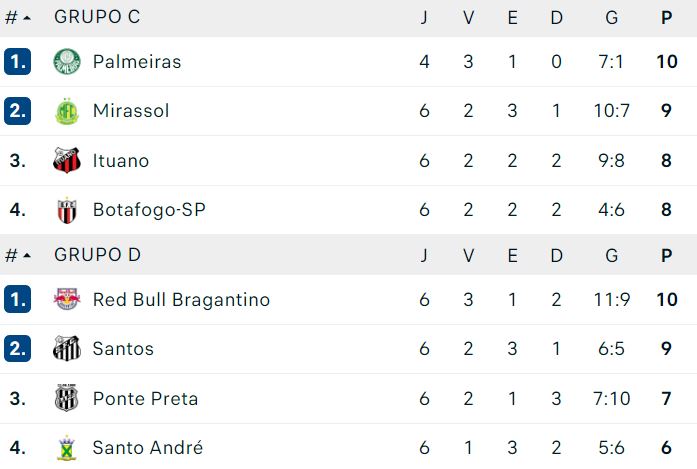 # GRUPO C J V E D G P
1. Palmeiras 4 3 1 0 7:1 10
2. Mirassol 6 2 3 1 10:7 9
3. Ituano 6 2 2 2 9:8 8
4. Botafogo-SP 6 2 2 2 4:6 8
# GRUPO D J V E D G P
1. Red Bull Bragantino 6 3 1 2 11:9 10
2. Santos 6 2 3 1 6:5 9
3. Ponte Preta 6 2 1 3 7:10 7
4. Santo André 6 1 3 2 5:6 6